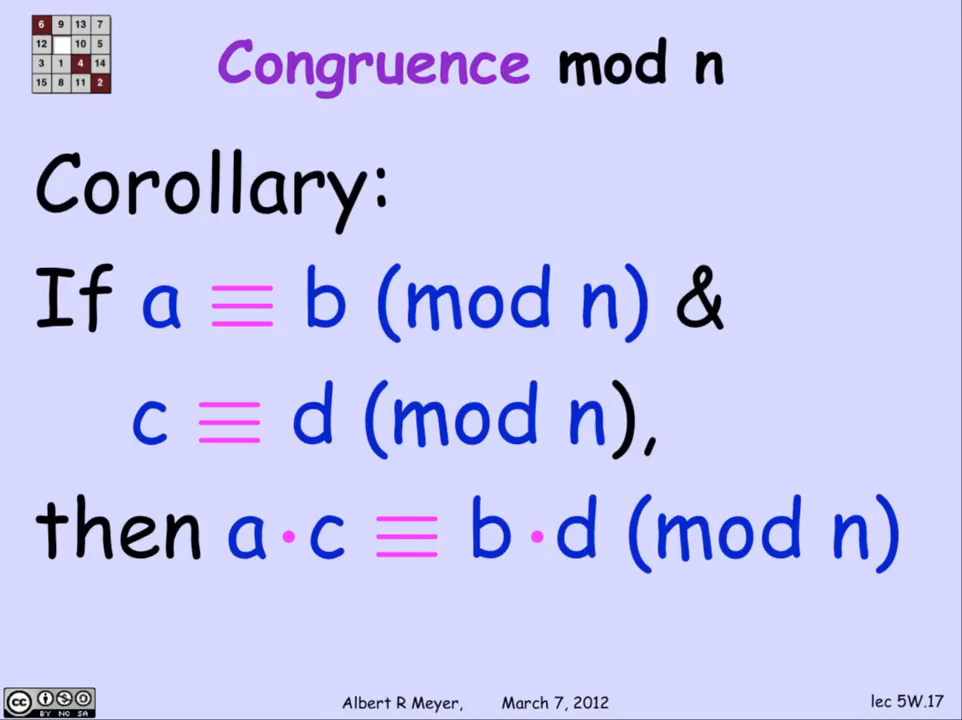 6 9 13 7
12 10 5
3 1 4 14
15 8 11 2
Congruence mod n
Corollary:
If a ≡ b (mod n) &
c ≡ d (mod n),
then a·c ≡ b·d (mod n)
cc
BY NC SA
Albert R Meyer, March 7, 2012
lec 5W.17